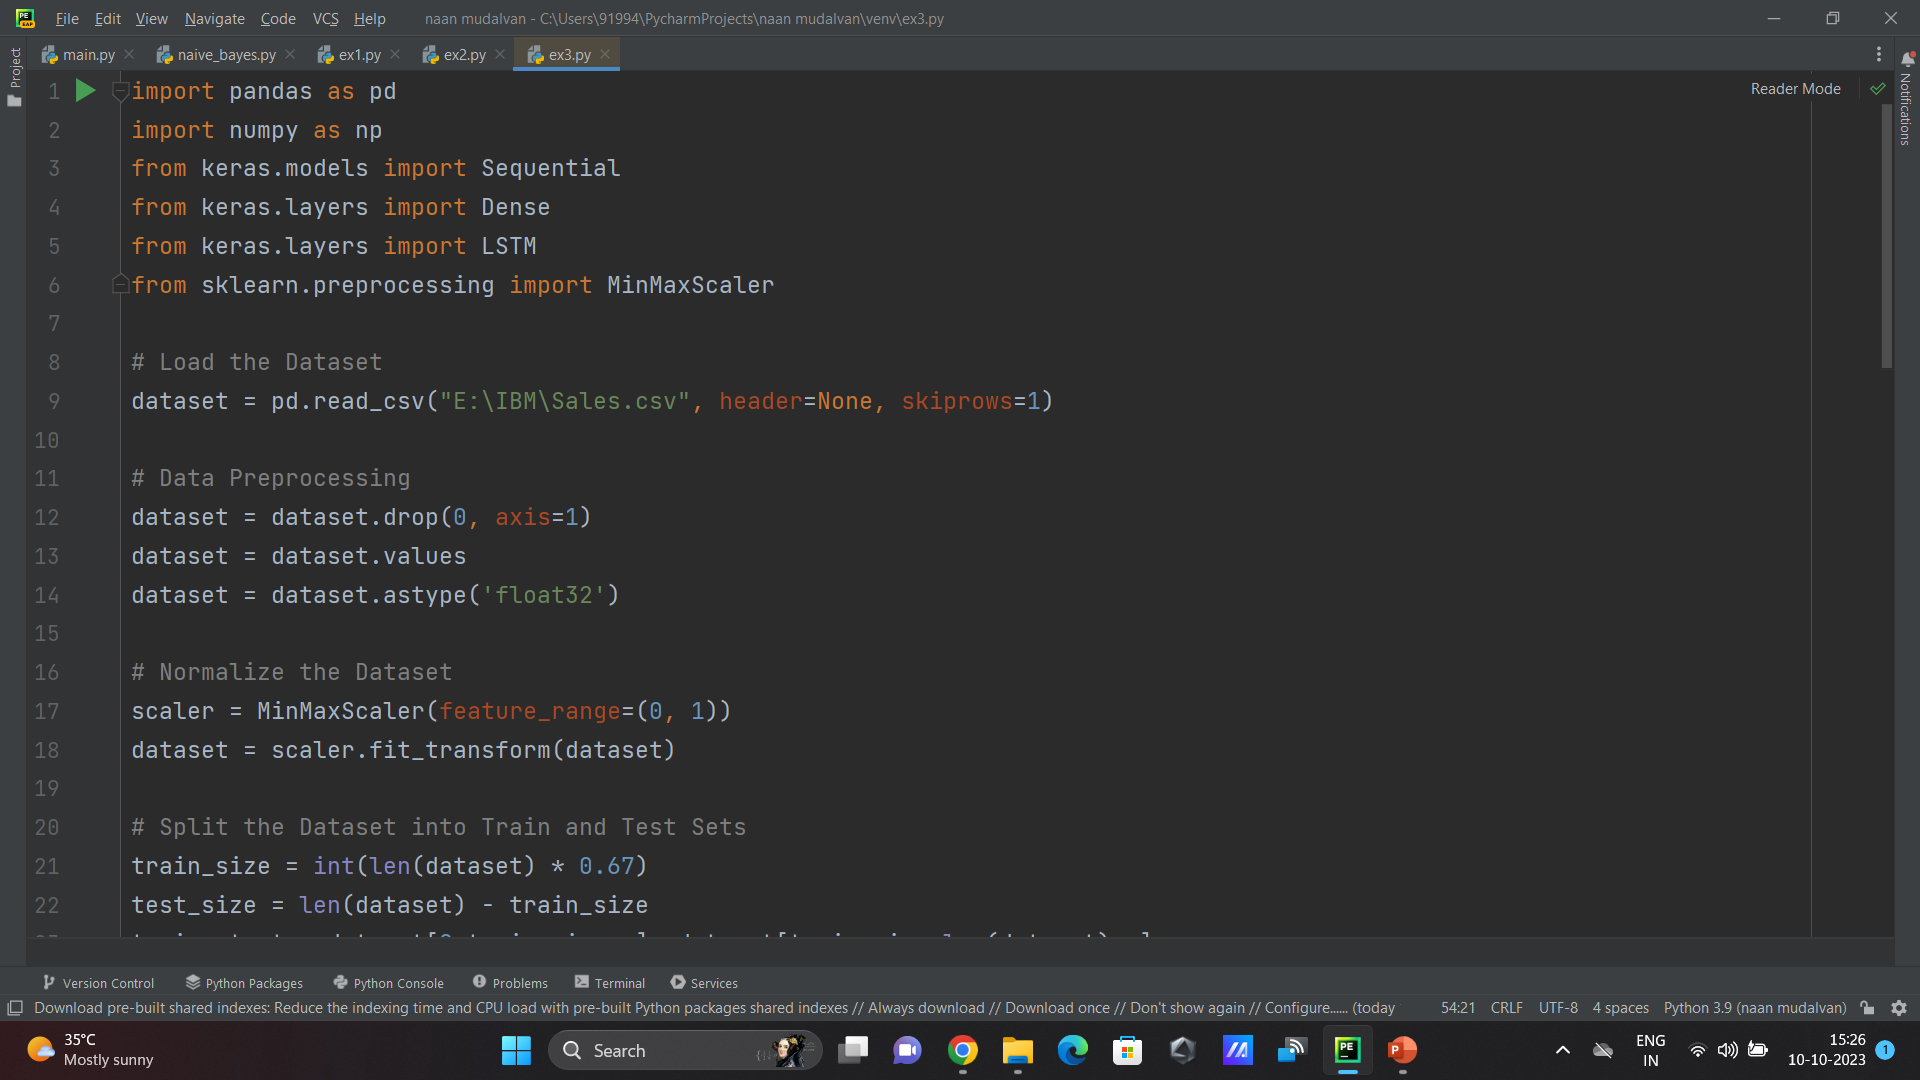 File Edit View Navigate Code VCS Help naan mudalvan - C:\Users\91994\PycharmProjects\naan mudalvan\venv\ex3.py
main.py naive_bayes.py ex1.py ex2.py ex3.py
Project
Notifications
Reader Mode
1 import pandas as pd
2 import numpy as np
3 from keras.models import Sequential
4 from keras.layers import Dense
5 from keras.layers import LSTM
6 from sklearn.preprocessing import MinMaxScaler
7
8 # Load the Dataset
9 dataset = pd.read_csv("E:\IBM\Sales.csv", header=None, skiprows=1)
10
11 # Data Preprocessing
12 dataset = dataset.drop(0, axis=1)
13 dataset = dataset.values
14 dataset = dataset.astype('float32')
15
16 # Normalize the Dataset
17 scaler = MinMaxScaler(feature_range=(0, 1))
18 dataset = scaler.fit_transform(dataset)
19
20 # Split the Dataset into Train and Test Sets
21 train_size = int(len(dataset) * 0.67)
22 test_size = len(dataset) - train_size
Version Control Python Packages Python Console Problems Terminal Services
Download pre-built shared indexes: Reduce the indexing time and CPU load with pre-built Python packages shared indexes // Always download // Download once // Don't show again // Configure...... (today 54:21 CRLF UTF-8 4 spaces Python 3.9 (naan mudalvan)
35°C
Mostly sunny
Search
ENG
IN
15:26
10-10-2023
1